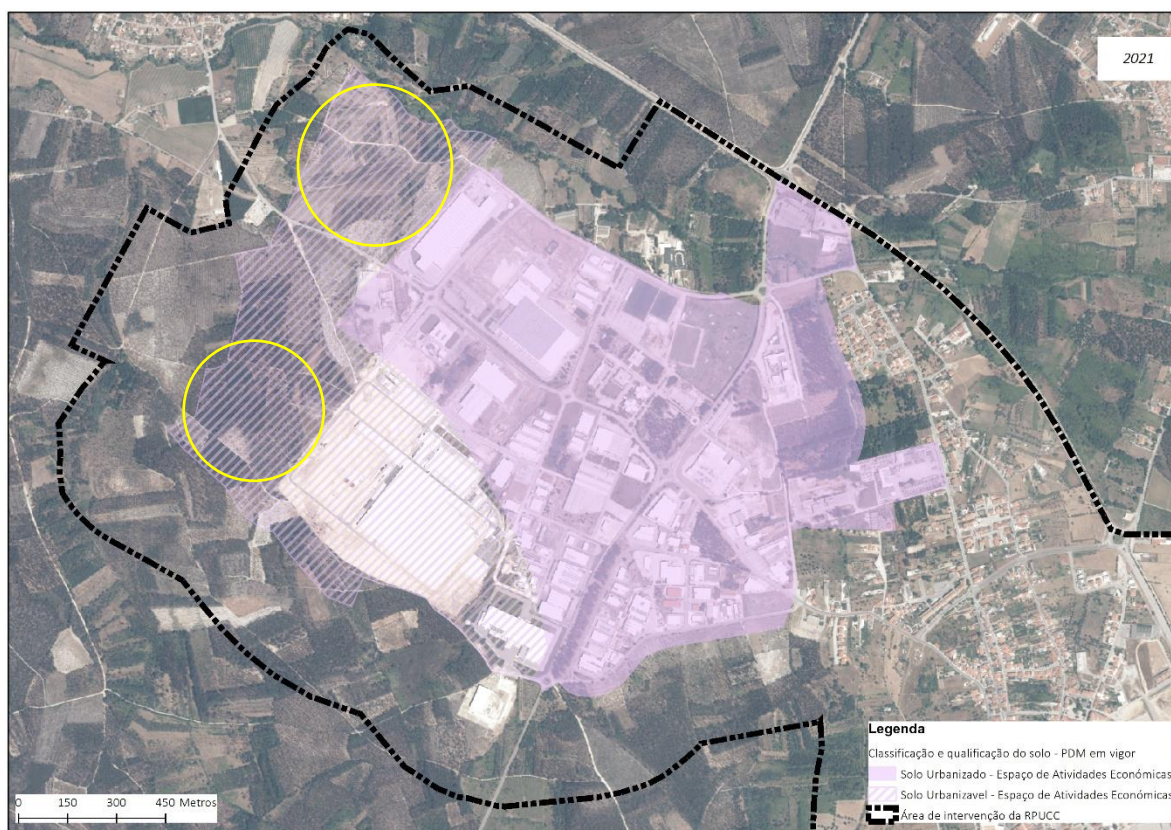 2021
Legenda
Classificação e qualificação do solo - PDM em vigor
Solo Urbanizado - Espaço de Atividades Económicas
Solo Urbanizavel - Espaço de Atividades Económicas
Área de intervenção da RPUCC
0 150 300 450 Metros